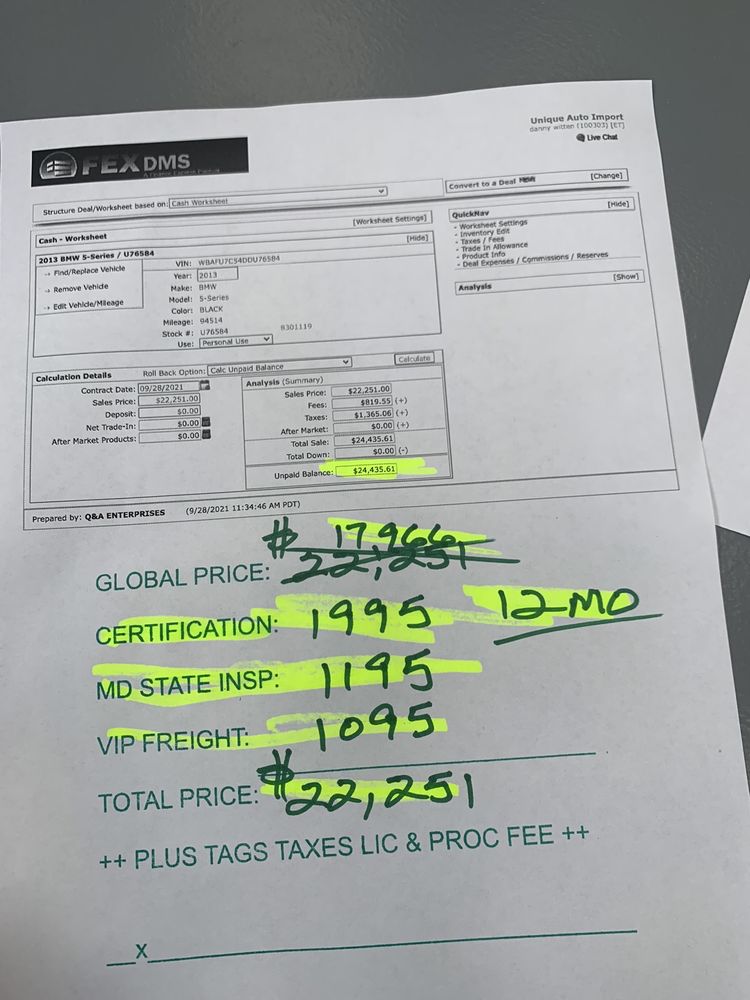 Unique Auto Import
danny witten (100303) [ET]
Live Chat
FEX DMS
Structure Deal/Worksheet based on: Cash Worksheet
Convert to a Deal [Change]
[Worksheet Settings]
Cash - Worksheet [Hide]
2013 BMW 5-Series / U76584
→ Find/Replace Vehicle
→ Remove Vehicle
→ Edit Vehicle/Mileage
VIN: WBAFU7C54DDU76584
Year: 2013
Make: BMW
Model: 5-Series
Color: BLACK
Mileage: 94514
Stock #: U76584 8301119
Use: Personal Use
QuickNav [Hide]
- Worksheet Settings
- Inventory Edit
- Taxes / Fees
- Trade In Allowance
- Product Info
- Deal Expenses / Commissions / Reserves
Analysis [Show]
Calculation Details Roll Back Option: Calc Unpaid Balance Calculate
Contract Date: 09/28/2021
Sales Price: $22,251.00
Deposit: $0.00
Net Trade-In: $0.00
After Market Products: $0.00
Analysis (Summary)
Sales Price: $22,251.00
Fees: $819.55 (+)
Taxes: $1,365.06 (+)
After Market: $0.00 (+)
Total Sale: $24,435.61
Total Down: $0.00 (-)
Unpaid Balance: $24,435.61
Prepared by: Q&A ENTERPRISES (9/28/2021 11:34:46 AM PDT)
$ 17966
GLOBAL PRICE: 22,251
CERTIFICATION: 1995 12 MO
MD STATE INSP: 1195
VIP FREIGHT: 1095
TOTAL PRICE: $22,251
++ PLUS TAGS TAXES LIC & PROC FEE ++
__X__